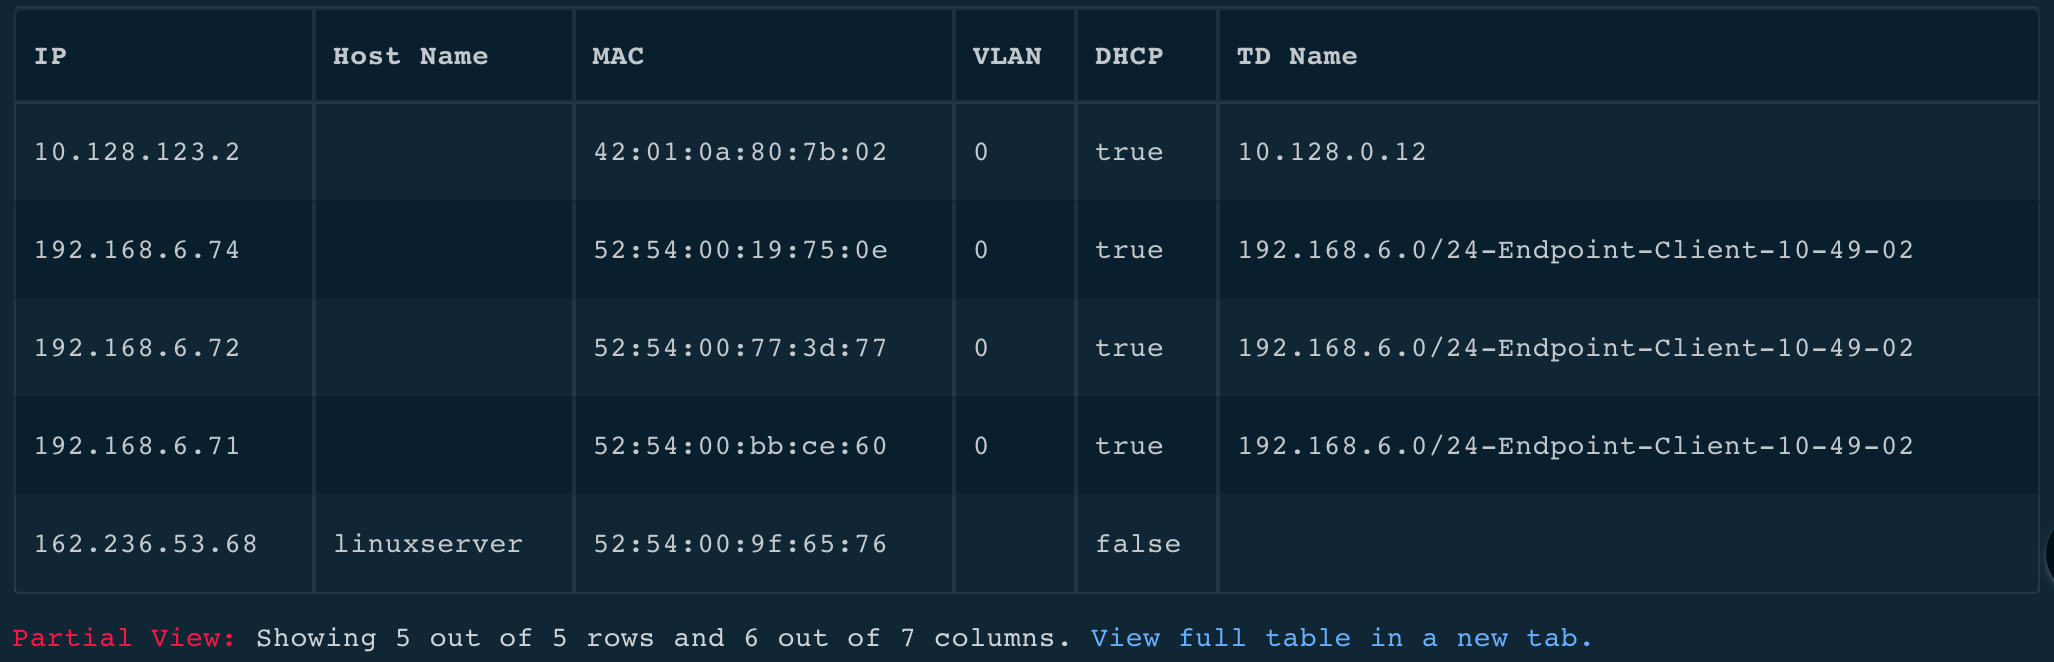 IP Host Name MAC VLAN DHCP TD Name
10.128.123.2 42:01:0a:80:7b:02 0 true 10.128.0.12
192.168.6.74 52:54:00:19:75:0e 0 true 192.168.6.0/24-Endpoint-Client-10-49-02
192.168.6.72 52:54:00:77:3d:77 0 true 192.168.6.0/24-Endpoint-Client-10-49-02
192.168.6.71 52:54:00:bb:ce:60 0 true 192.168.6.0/24-Endpoint-Client-10-49-02
162.236.53.68 linuxserver 52:54:00:9f:65:76 false
Partial View: Showing 5 out of 5 rows and 6 out of 7 columns. View full table in a new tab.